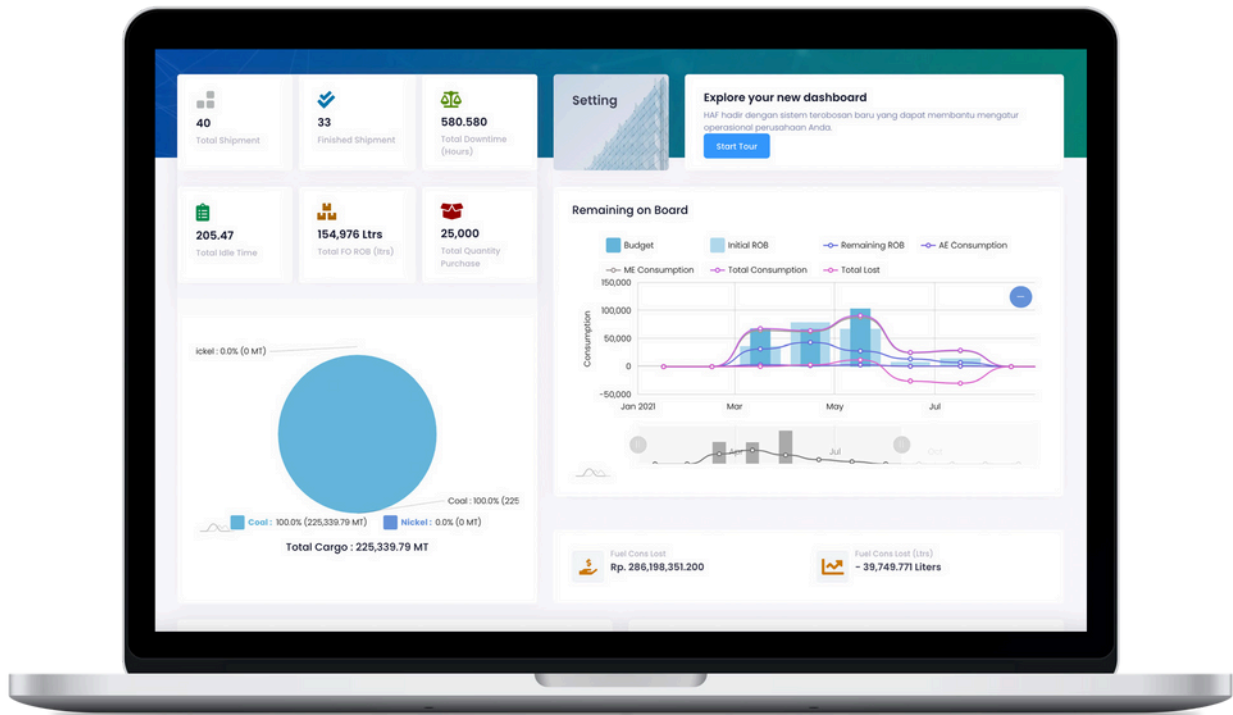 40
Total Shipment
33
Finished Shipment
580.580
Total Downtime
(Hours)
Setting
Explore your new dashboard
HAF hadir dengan sistem terobosan baru yang dapat membantu mengatur
operasional perusahaan Anda.
Start Tour
205.47
Total Idle Time
154,976 Ltrs
Total FO ROB (ltrs)
25,000
Total Quantity
Purchase
Remaining on Board
Budget Initial ROB Remaining ROB AE Consumption
ME Consumption Total Consumption Total Lost
150,000
100,000
50,000
0
-50,000
Consumption
Jan 2021 Mar May Jul
Apr Jul Oct
ickel : 0.0% (0 MT)
Coal : 100.0% (225
Coal : 100.0% (225,339.79 MT) Nickel : 0.0% (0 MT)
Total Cargo : 225,339.79 MT
Fuel Cons Lost
Rp. 286,198,351.200
Fuel Cons Lost (Ltrs)
- 39,749.771 Liters